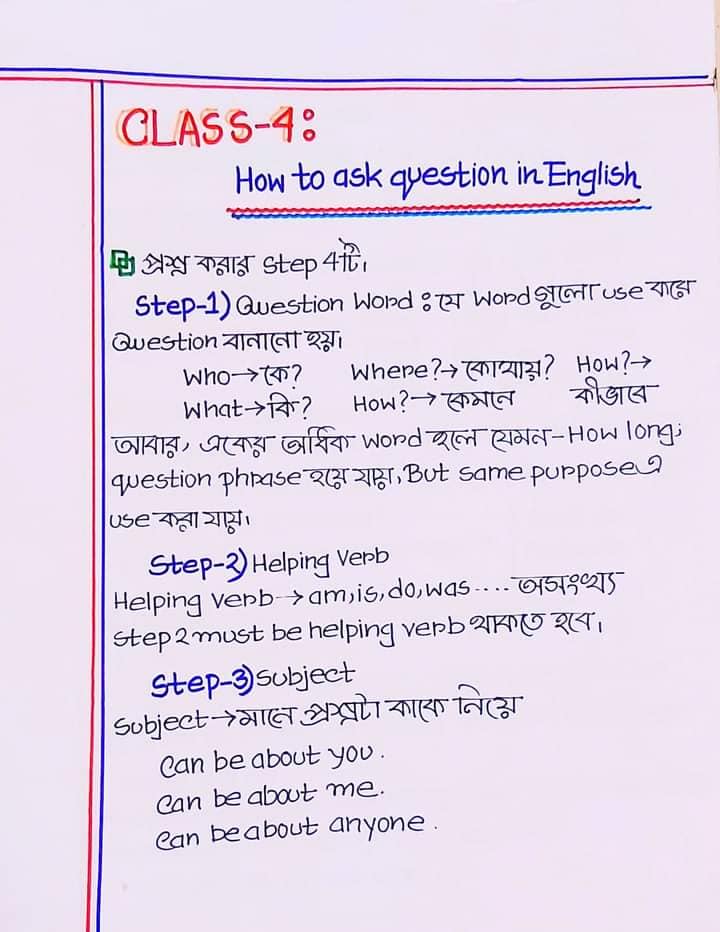 CLASS-4:
How to ask question in English
প্রশ্ন করার step 4টি।
Step-1) Question Word : যে word গুলো use করে
Question বানানো হয়।
Who→কে? Where?→কোথায়? How?→
What→কি? How?→কেমনে কীভাবে
আবার, একের অধিক word হলে যেমন-How long;
question phrase হয়ে যায়, But same purpose এ
use করা যায়।
Step-2) Helping Verb
Helping verb→am, is, do, was.... অসংখ্য
step 2 must be helping verb থাকতে হবে।
Step-3) Subject
Subject→মানে প্রশ্নটা কাকে নিয়ে
Can be about you.
Can be about me.
Can be about anyone.